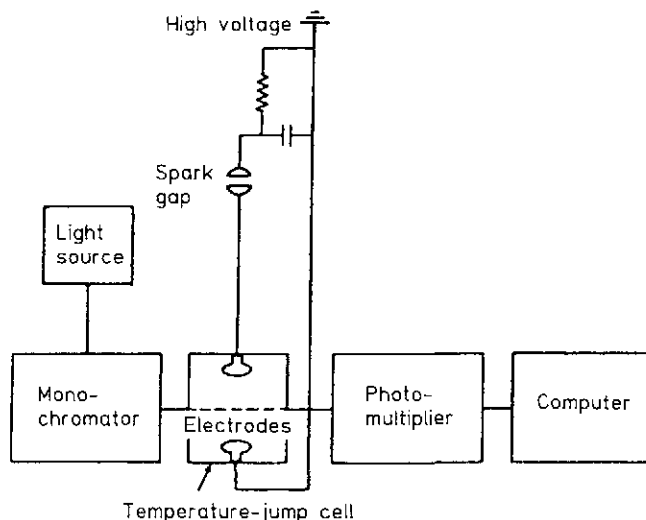 High voltage
Spark
gap
Light
source
Mono-
chromator
Electrodes
Photo-
multiplier
Computer
Temperature-jump cell